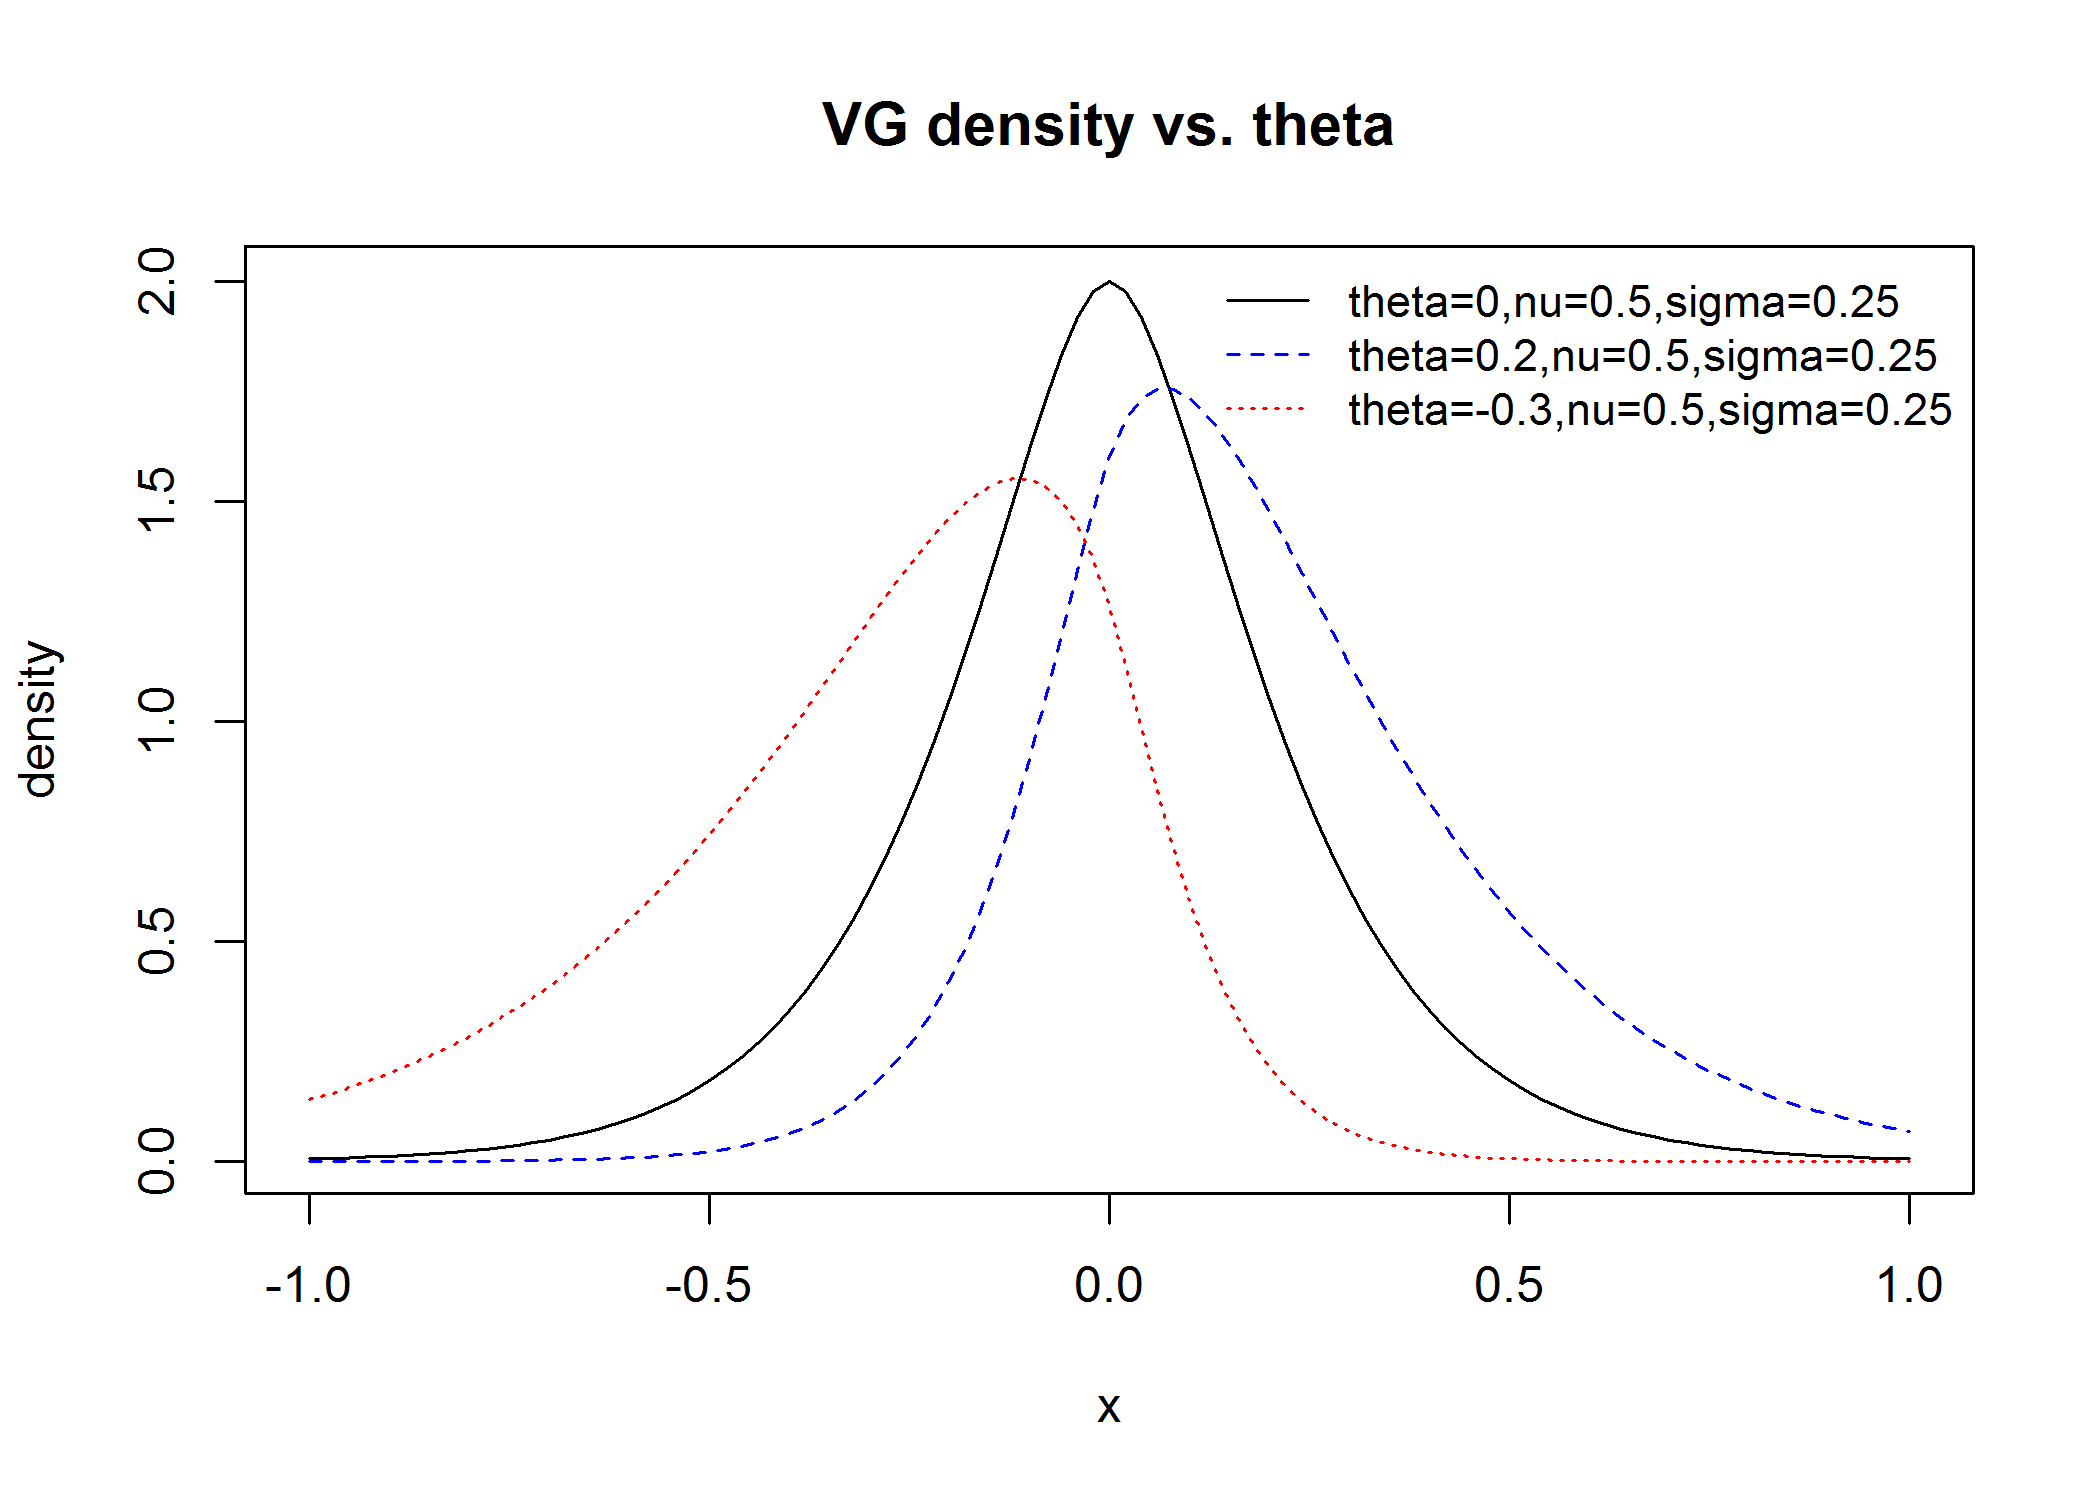 VG density vs. theta
theta=0,nu=0.5,sigma=0.25
theta=0.2,nu=0.5,sigma=0.25
theta=-0.3,nu=0.5,sigma=0.25
density
2.0
1.5
1.0
0.5
0.0
-1.0 -0.5 0.0 0.5 1.0
x